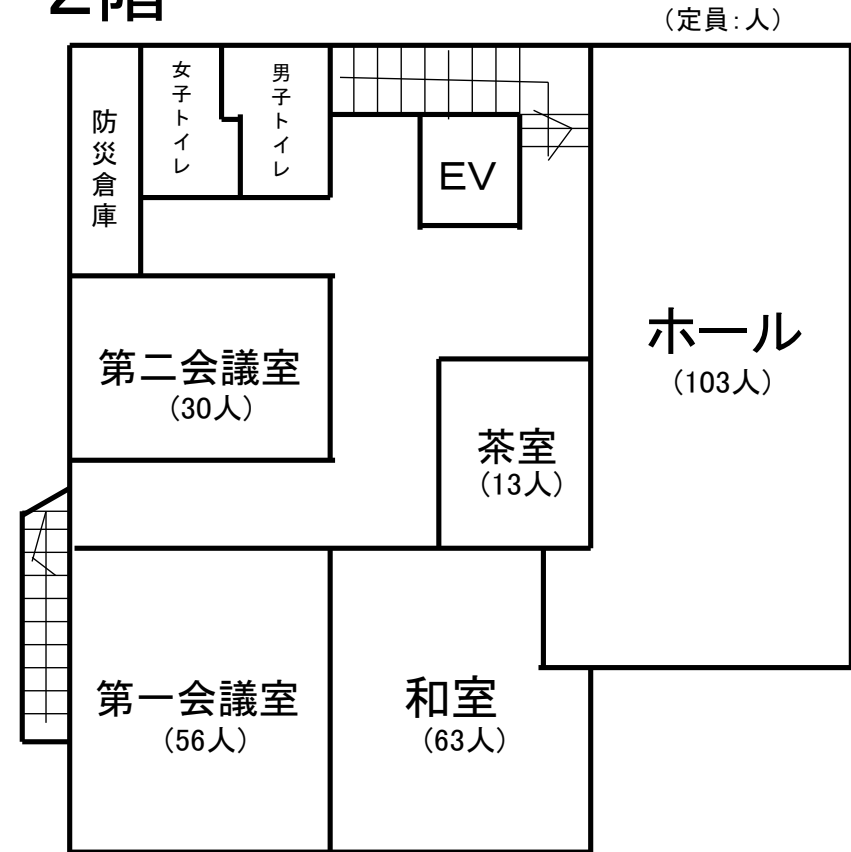 2階
(定員:人)
女子トイレ
男子トイレ
防災倉庫
EV
ホール
(103人)
第二会議室
(30人)
茶室
(13人)
第一会議室
(56人)
和室
(63人)